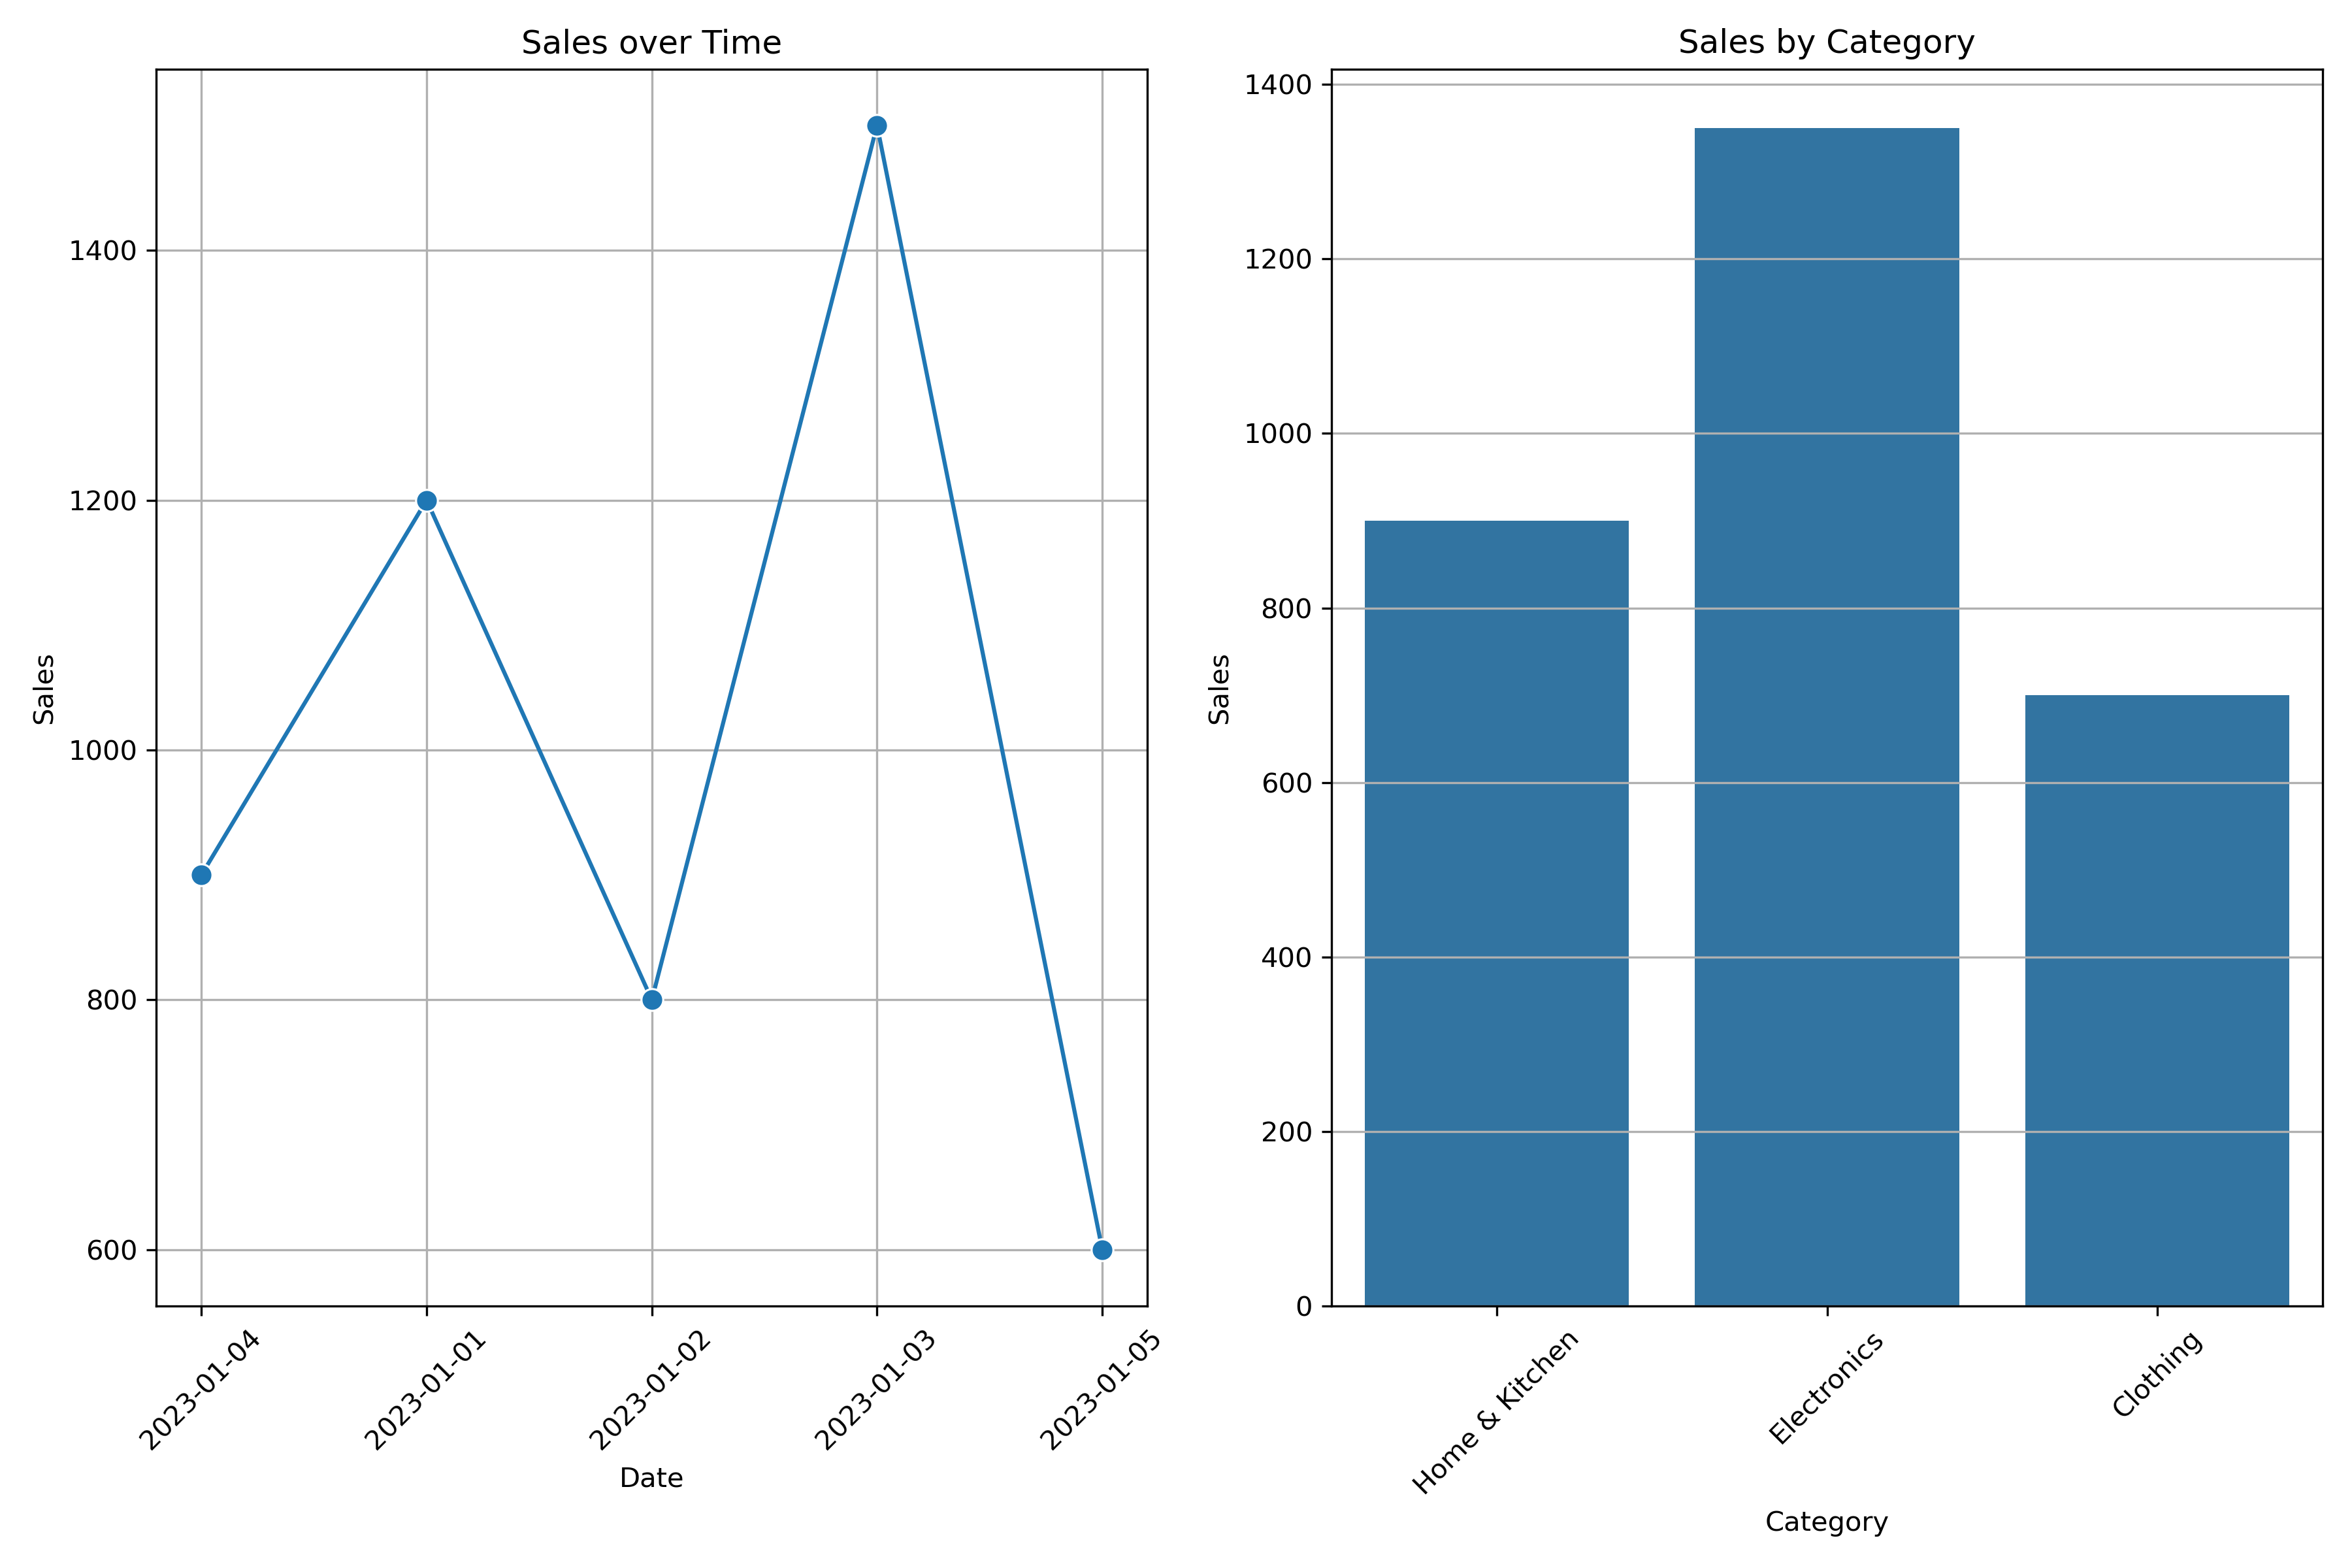 Sales over Time
Sales
1400
1200
1000
800
600
2023-01-04
2023-01-01
2023-01-02
2023-01-03
2023-01-05
Date
Sales by Category
Sales
1400
1200
1000
800
600
400
200
0
Home & Kitchen
Electronics
Clothing
Category